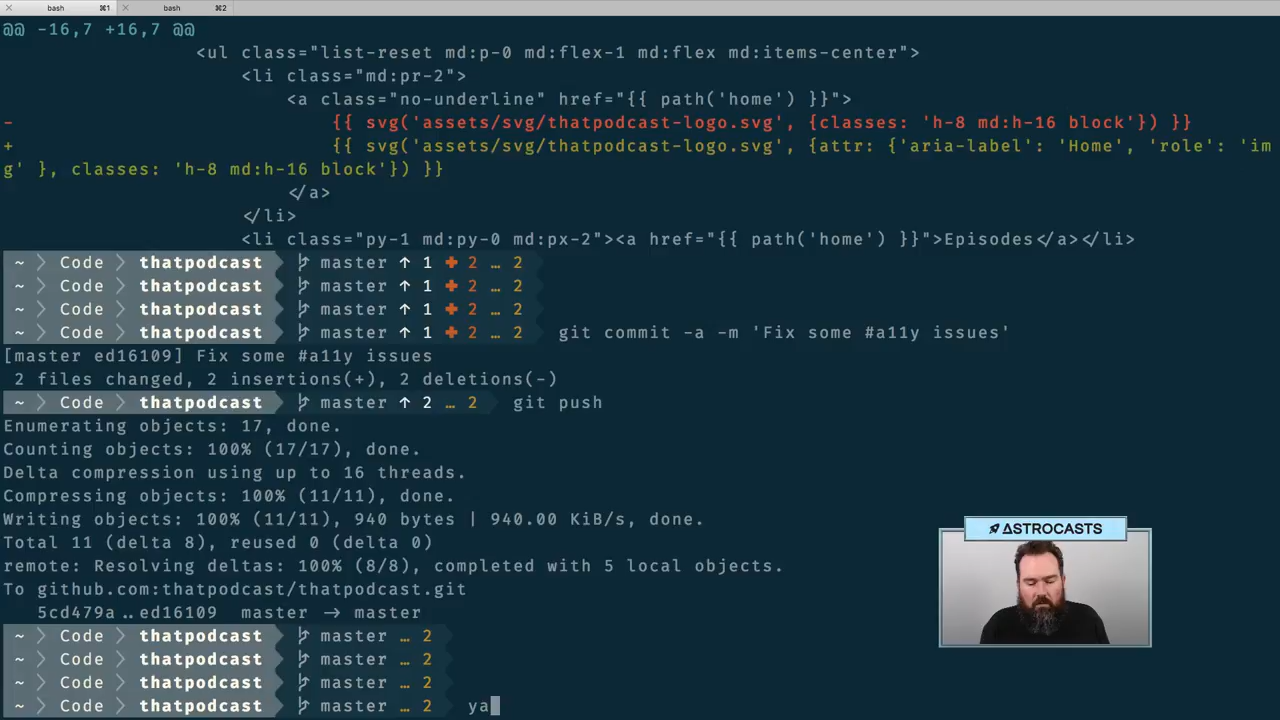 bash ⌘1 bash ⌘2
@@ -16,7 +16,7 @@
<ul class="list-reset md:p-0 md:flex-1 md:flex md:items-center">
<li class="md:pr-2">
<a class="no-underline" href="{{ path('home') }}">
- {{ svg('assets/svg/thatpodcast-logo.svg', {classes: 'h-8 md:h-16 block'}) }}
+ {{ svg('assets/svg/thatpodcast-logo.svg', {attr: {'aria-label': 'Home', 'role': 'im
g' }, classes: 'h-8 md:h-16 block'}) }}
</a>
</li>
<li class="py-1 md:py-0 md:px-2"><a href="{{ path('home') }}">Episodes</a></li>
~ Code thatpodcast master ↑ 1 ✚ 2 … 2
~ Code thatpodcast master ↑ 1 ✚ 2 … 2
~ Code thatpodcast master ↑ 1 ✚ 2 … 2
~ Code thatpodcast master ↑ 1 ✚ 2 … 2 git commit -a -m 'Fix some #a11y issues'
[master ed16109] Fix some #a11y issues
2 files changed, 2 insertions(+), 2 deletions(-)
~ Code thatpodcast master ↑ 2 … 2 git push
Enumerating objects: 17, done.
Counting objects: 100% (17/17), done.
Delta compression using up to 16 threads.
Compressing objects: 100% (11/11), done.
Writing objects: 100% (11/11), 940 bytes | 940.00 KiB/s, done.
Total 11 (delta 8), reused 0 (delta 0)
remote: Resolving deltas: 100% (8/8), completed with 5 local objects.
To github.com:thatpodcast/thatpodcast.git
5cd479a..ed16109 master -> master
~ Code thatpodcast master … 2
~ Code thatpodcast master … 2
~ Code thatpodcast master … 2
~ Code thatpodcast master … 2 ya
ASTROCASTS